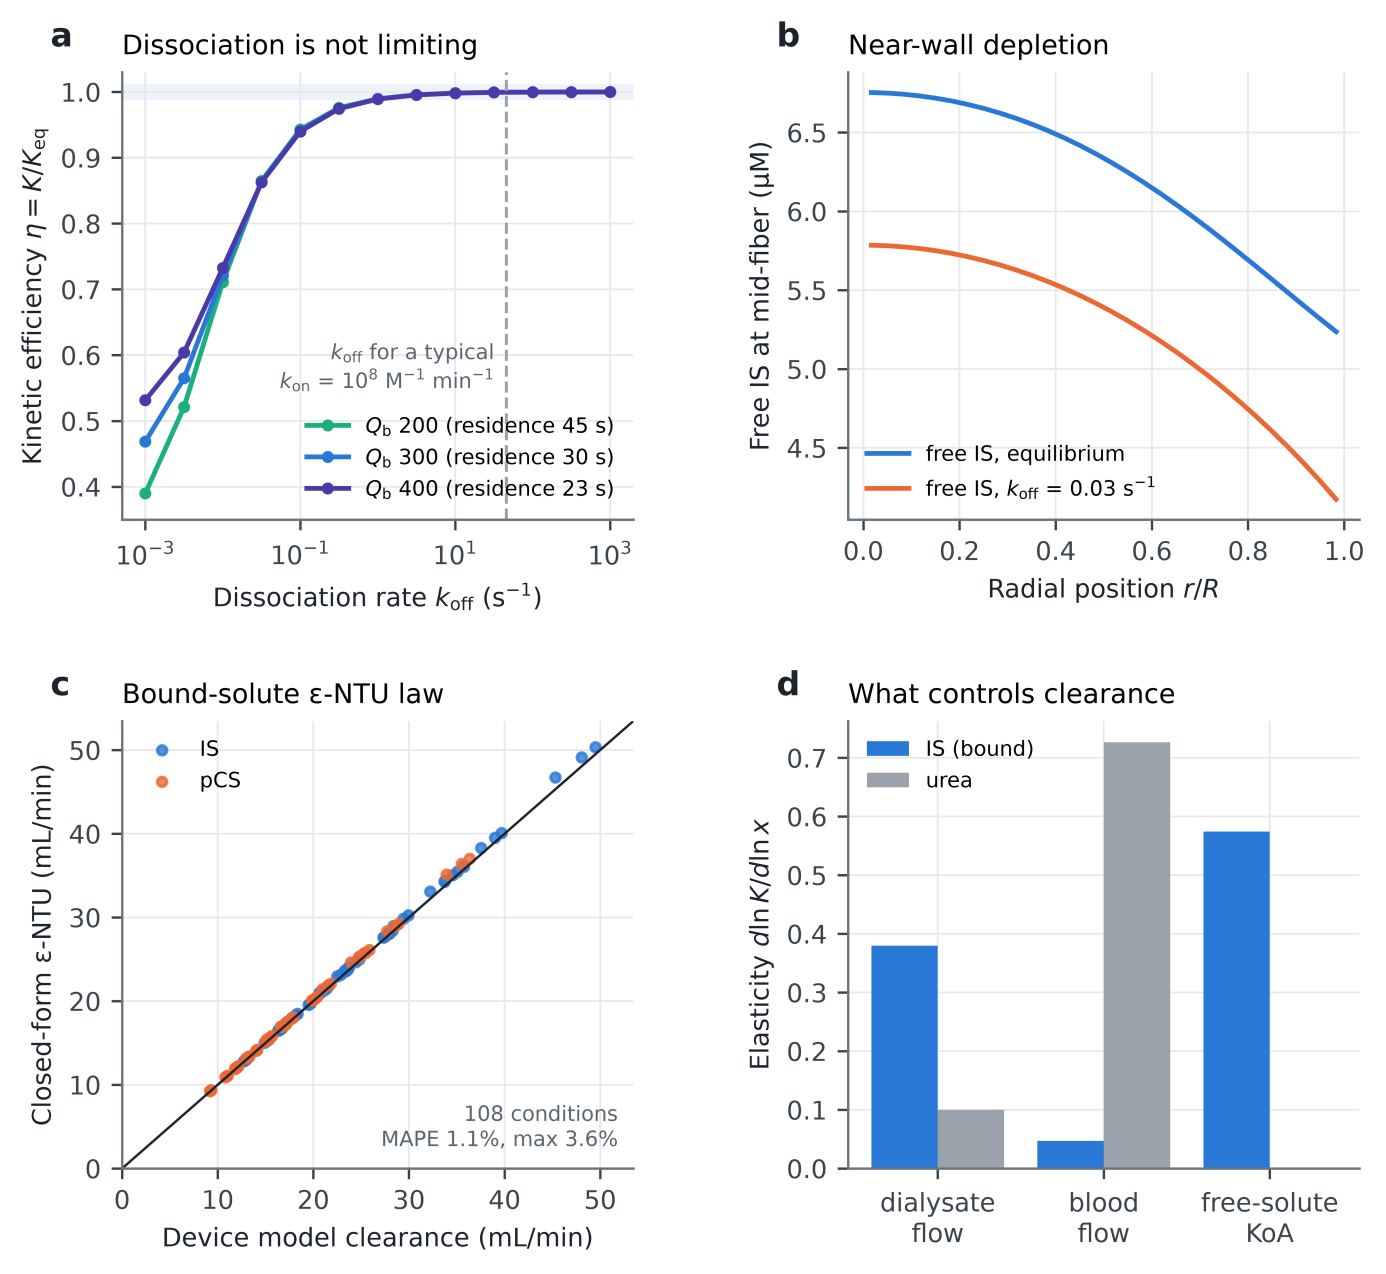 a
Dissociation is not limiting
Kinetic efficiency η = K/K_eq
1.0
0.9
0.8
0.7
0.6
0.5
0.4
k_off for a typical
k_on = 10⁸ M⁻¹ min⁻¹
Q_b 200 (residence 45 s)
Q_b 300 (residence 30 s)
Q_b 400 (residence 23 s)
10⁻³ 10⁻¹ 10¹ 10³
Dissociation rate k_off (s⁻¹)
b
Near-wall depletion
Free IS at mid-fiber (µM)
6.5
6.0
5.5
5.0
4.5
free IS, equilibrium
free IS, k_off = 0.03 s⁻¹
0.0 0.2 0.4 0.6 0.8 1.0
Radial position r/R
c
Bound-solute ε-NTU law
Closed-form ε-NTU (mL/min)
50
40
30
20
10
0
IS
pCS
108 conditions
MAPE 1.1%, max 3.6%
0 10 20 30 40 50
Device model clearance (mL/min)
d
What controls clearance
Elasticity dlnK/dlnx
0.7
0.6
0.5
0.4
0.3
0.2
0.1
0.0
IS (bound)
urea
dialysate
flow
blood
flow
free-solute
KoA